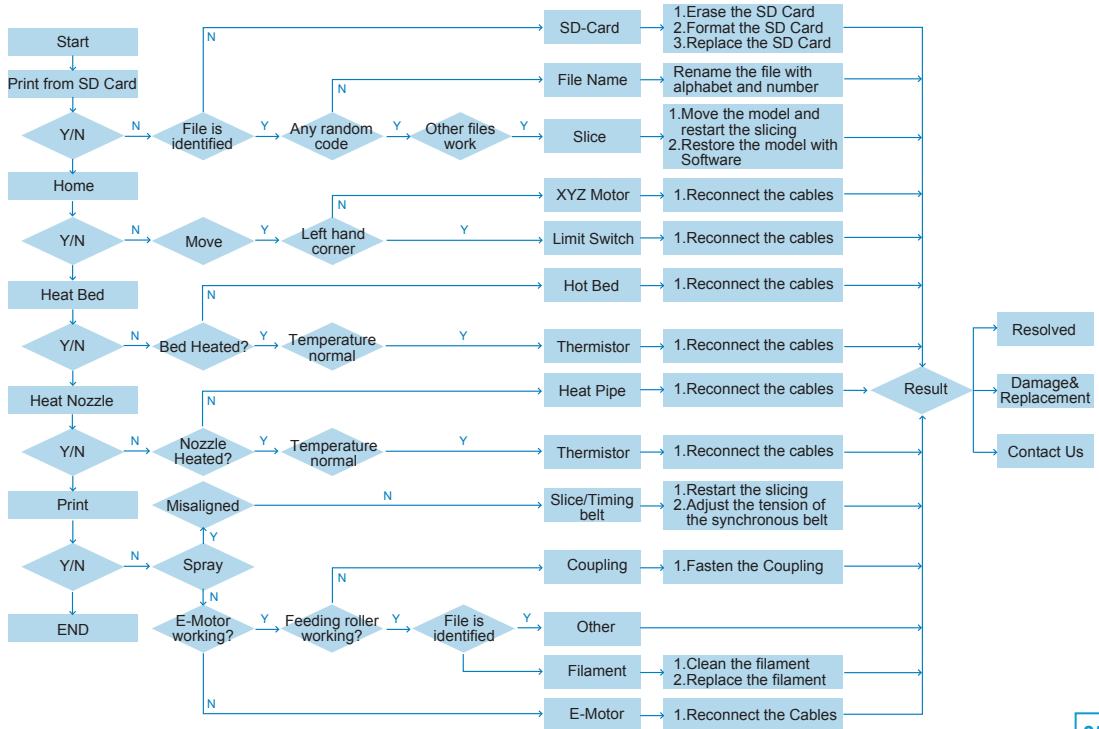 Start
Print from SD Card
Y/N
N
File is
identified
N
Y
Any random
code
N
Y
Other files
work
Y
SD-Card
1.Erase the SD Card
2.Format the SD Card
3.Replace the SD Card
File Name
Rename the file with
alphabet and number
Slice
1.Move the model and
restart the slicing
2.Restore the model with
Software
Home
Y/N
N
Move
Y
Left hand
corner
N
Y
XYZ Motor
1.Reconnect the cables
Limit Switch
1.Reconnect the cables
Heat Bed
Y/N
N
Bed Heated?
N
Y
Temperature
normal
Y
Hot Bed
1.Reconnect the cables
Thermistor
1.Reconnect the cables
Heat Nozzle
Y/N
N
Nozzle
Heated?
N
Y
Temperature
normal
Y
Heat Pipe
1.Reconnect the cables
Thermistor
1.Reconnect the cables
Print
Y/N
N
Spray
Y
Misaligned
N
Slice/Timing
belt
1.Restart the slicing
2.Adjust the tension of
the synchronous belt
N
E-Motor
working?
Y
Feeding roller
working?
N
Coupling
1.Fasten the Coupling
Y
File is
identified
Y
Other
Filament
1.Clean the filament
2.Replace the filament
N
E-Motor
1.Reconnect the Cables
END
Result
Resolved
Damage&
Replacement
Contact Us